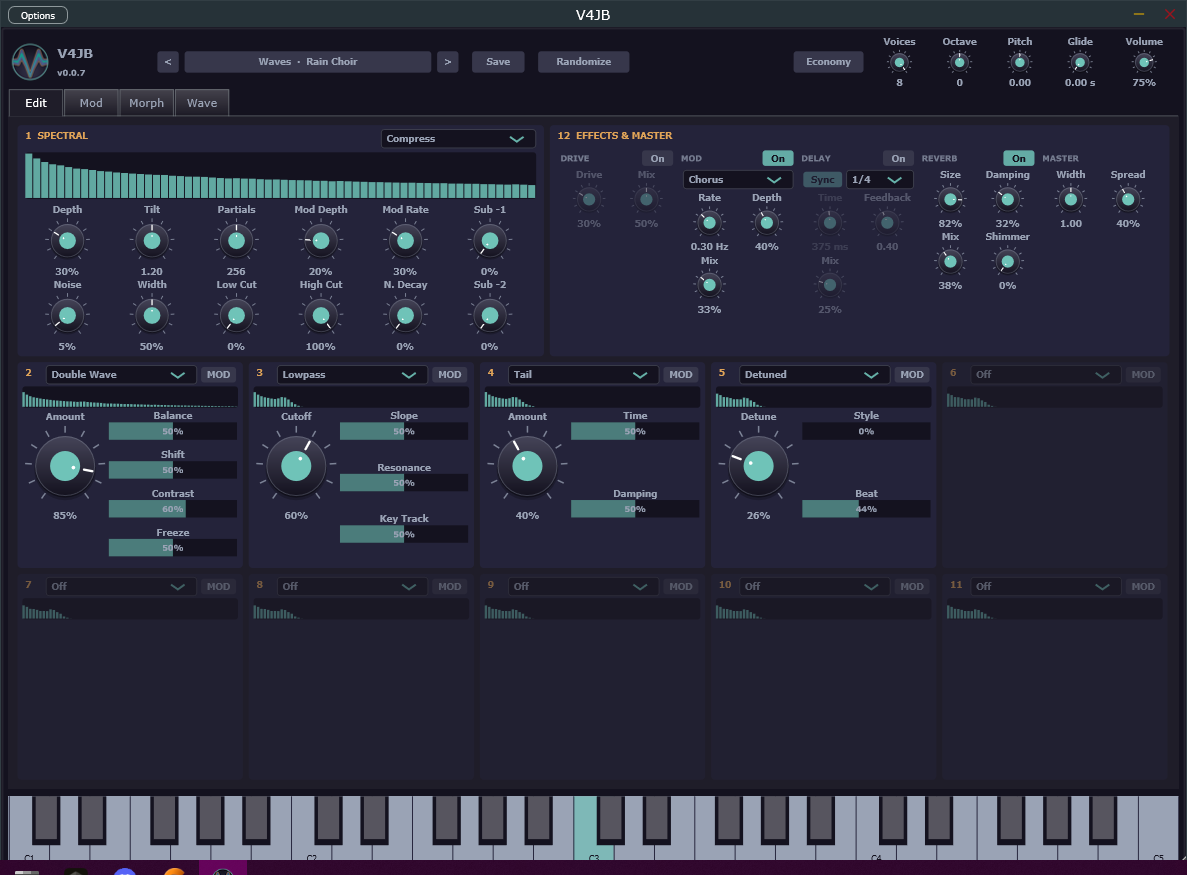 Options
V4JB
V4JB
v0.0.7
<
Waves · Rain Choir
>
Save
Randomize
Economy
Voices Octave Pitch Glide Volume
8 0 0.00 0.00 s 75%
Edit Mod Morph Wave
1 SPECTRAL
Compress
Depth Tilt Partials Mod Depth Mod Rate Sub -1
30% 1.20 256 20% 30% 0%
Noise Width Low Cut High Cut N. Decay Sub -2
5% 50% 0% 100% 0% 0%
12 EFFECTS & MASTER
DRIVE On MOD On DELAY On REVERB On MASTER
Drive Mix
30% 50%
Chorus
Rate Depth
0.30 Hz 40%
Mix
33%
Sync 1/4
Time Feedback
375 ms 0.40
Mix
25%
Size Damping
82% 32%
Mix Shimmer
38% 0%
Width Spread
1.00 40%
2 Double Wave MOD
Amount
85%
Balance
50%
Shift
50%
Contrast
60%
Freeze
50%
3 Lowpass MOD
Cutoff
60%
Slope
50%
Resonance
50%
Key Track
50%
4 Tail MOD
Amount
40%
Time
50%
Damping
50%
5 Detuned MOD
Detune
26%
Style
0%
Beat
44%
6 Off MOD
7 Off MOD
8 Off MOD
9 Off MOD
10 Off MOD
11 Off MOD
C1 C2 C3 C4 C5